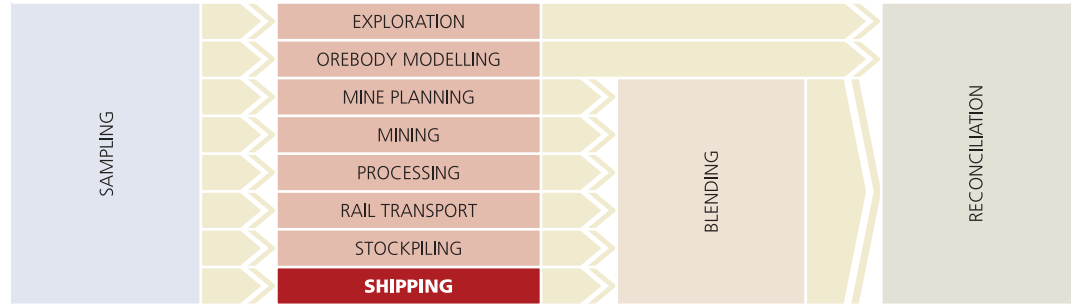 SAMPLING
EXPLORATION
OREBODY MODELLING
MINE PLANNING
MINING
PROCESSING
RAIL TRANSPORT
STOCKPILING
SHIPPING
BLENDING
RECONCILIATION